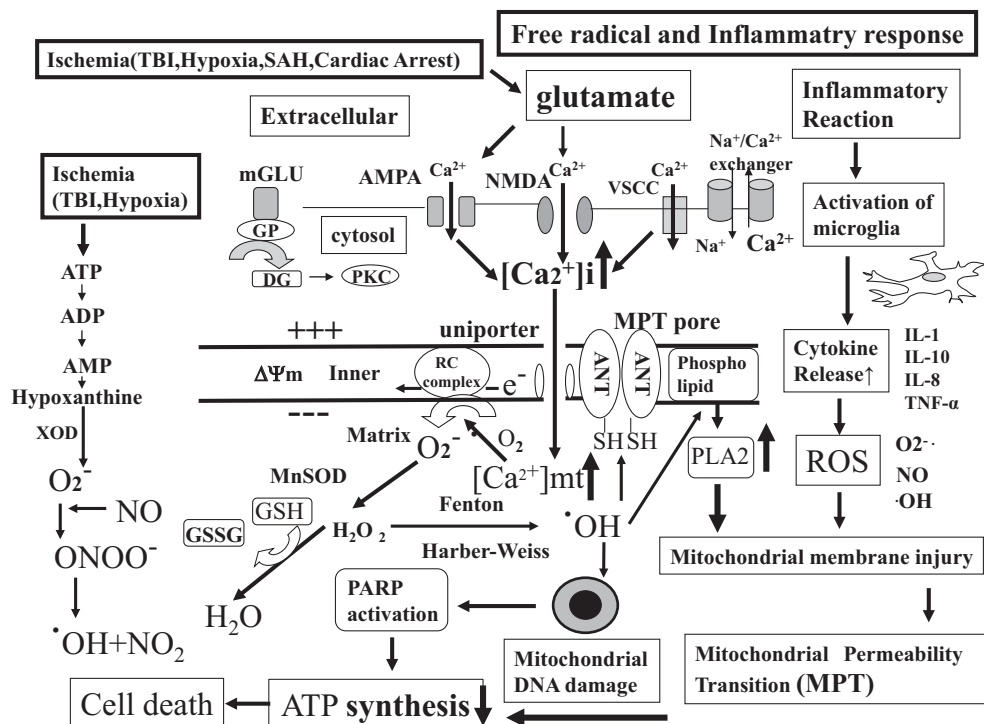 Free radical and Inflammatry response
Ischemia(TBI,Hypoxia,SAH,Cardiac Arrest)
glutamate
Inflammatory
Reaction
Extracellular
Ischemia
(TBI,Hypoxia)
mGLU
GP
DG
PKC
cytosol
AMPA
Ca²⁺
NMDA
Ca²⁺
VSCC
Ca²⁺
Na⁺/Ca²⁺
exchanger
Na⁺
Ca²⁺
[Ca2⁺]i
Activation of
microglia
ATP
ADP
AMP
Hypoxanthine
XOD
O₂⁻
NO
ONOO⁻
·OH+NO₂
+++
uniporter
MPT pore
ΔΨm
Inner
RC
complex
e⁻
ANT
ANT
Phospho
lipid
---
Matrix
O₂⁻·
O₂
SH
SH
[Ca²⁺]mt
PLA2
Cytokine
Release↑
IL-1
IL-10
IL-8
TNF-α
ROS
O2⁻·
NO
·OH
MnSOD
GSH
GSSG
H₂O₂
Fenton
Harber-Weiss
·OH
H₂O
Mitochondrial membrane injury
PARP
activation
Mitochondrial
DNA damage
Mitochondrial Permeability
Transition (MPT)
Cell death
ATP synthesis